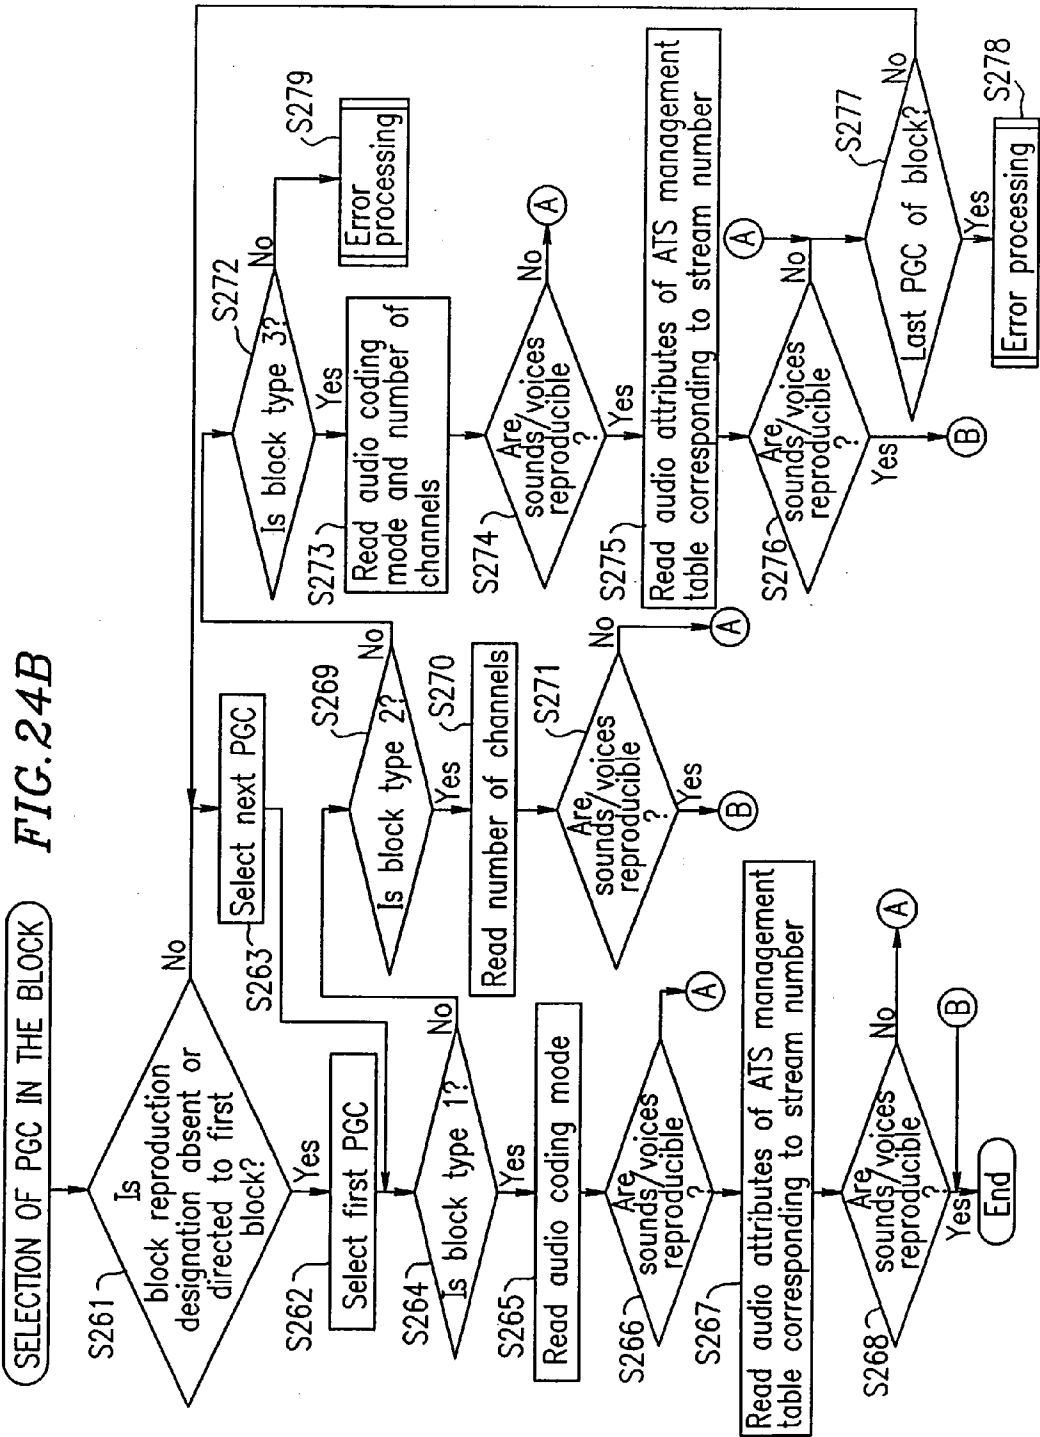 FIG.24B
SELECTION OF PGC IN THE BLOCK
S261
Is
block reproduction
designation absent or
directed to first
block?
No
Yes
S262
Select first PGC
S263
Select next PGC
S264
Is block type 1?
No
Yes
S265
Read audio coding mode
S266
Are
sounds/voices
reproducible
?
A
S267
Read audio attributes of ATS management
table corresponding to stream number
S268
Are
sounds/voices
reproducible
?
No
A
Yes
B
End
S269
Is block type 2?
No
Yes
S270
Read number of channels
S271
Are
sounds/voices
reproducible
?
No
A
Yes
B
S272
Is block type 3?
No
S279
Error
processing
Yes
S273
Read audio coding
mode and number of
channels
S274
Are
sounds/voices
reproducible
?
No
A
Yes
S275
Read audio attributes of ATS management
table corresponding to stream number
S276
Are
sounds/voices
reproducible
?
No
A
Yes
B
S277
Last PGC of block?
No
Yes
S278
Error processing